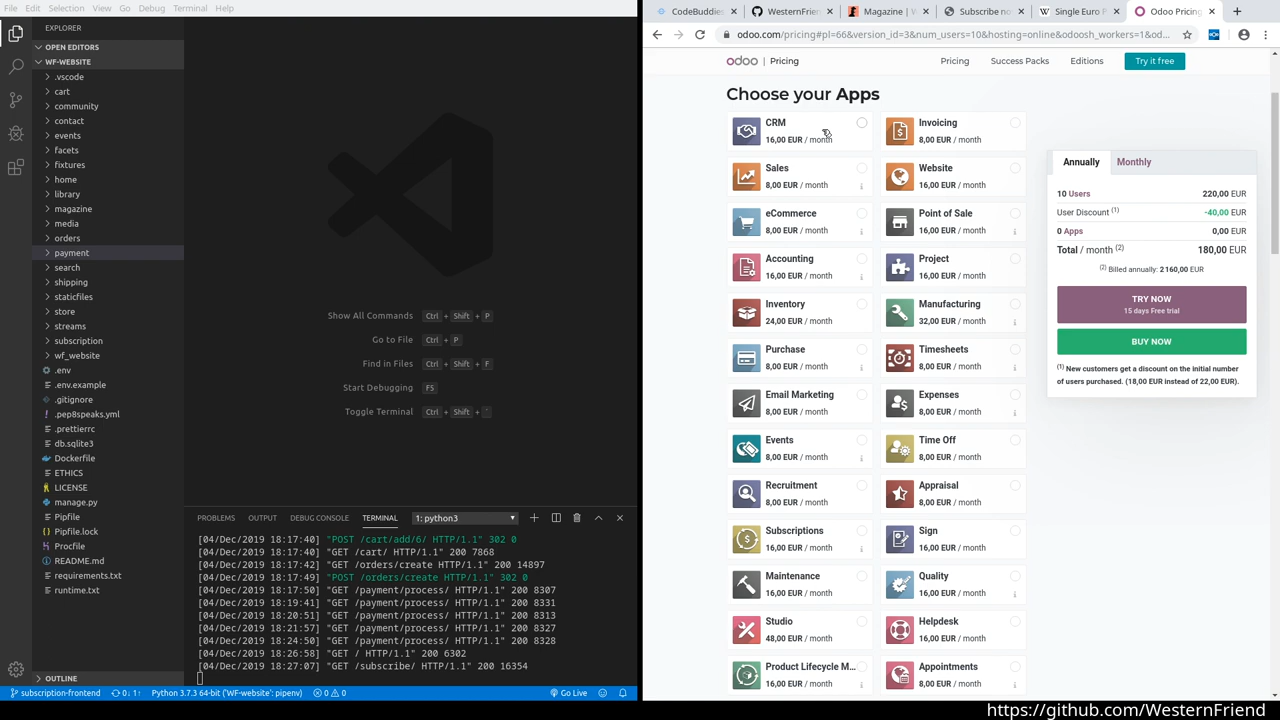 File Edit Selection View Go Debug Terminal Help
EXPLORER
OPEN EDITORS
WF-WEBSITE
.vscode
cart
community
contact
events
facets
fixtures
home
library
magazine
media
orders
payment
search
shipping
staticfiles
store
streams
subscription
wf_website
.env
.env.example
.gitignore
.pep8speaks.yml
.prettierrc
db.sqlite3
Dockerfile
ETHICS
LICENSE
manage.py
Pipfile
Pipfile.lock
Procfile
README.md
requirements.txt
runtime.txt
OUTLINE
Show All Commands Ctrl + Shift + P
Go to File Ctrl + P
Find in Files Ctrl + Shift + F
Start Debugging F5
Toggle Terminal Ctrl + Shift + `
PROBLEMS OUTPUT DEBUG CONSOLE TERMINAL 1: python3
[04/Dec/2019 18:17:40] "POST /cart/add/6/ HTTP/1.1" 302 0
[04/Dec/2019 18:17:40] "GET /cart/ HTTP/1.1" 200 7868
[04/Dec/2019 18:17:42] "GET /orders/create HTTP/1.1" 200 14897
[04/Dec/2019 18:17:49] "POST /orders/create HTTP/1.1" 302 0
[04/Dec/2019 18:17:50] "GET /payment/process/ HTTP/1.1" 200 8307
[04/Dec/2019 18:19:41] "GET /payment/process/ HTTP/1.1" 200 8331
[04/Dec/2019 18:20:51] "GET /payment/process/ HTTP/1.1" 200 8313
[04/Dec/2019 18:21:57] "GET /payment/process/ HTTP/1.1" 200 8327
[04/Dec/2019 18:24:50] "GET /payment/process/ HTTP/1.1" 200 8328
[04/Dec/2019 18:26:58] "GET / HTTP/1.1" 200 6302
[04/Dec/2019 18:27:07] "GET /subscribe/ HTTP/1.1" 200 16354
subscription-frontend 0↓ 1↑ Python 3.7.3 64-bit ('WF-website': pipenv) 0 0 Go Live
CodeBuddies WesternFrien Magazine | W Subscribe no Single Euro P Odoo Pricing
odoo.com/pricing#pl=66&version_id=3&num_users=10&hosting=online&odoosh_workers=1&od...
odoo | Pricing Pricing Success Packs Editions Try it free
Choose your Apps
CRM
16,00 EUR / month
Invoicing
8,00 EUR / month
Sales
8,00 EUR / month
Website
16,00 EUR / month
eCommerce
8,00 EUR / month
Point of Sale
16,00 EUR / month
Accounting
16,00 EUR / month
Project
16,00 EUR / month
Inventory
24,00 EUR / month
Manufacturing
32,00 EUR / month
Purchase
8,00 EUR / month
Timesheets
8,00 EUR / month
Email Marketing
8,00 EUR / month
Expenses
8,00 EUR / month
Events
8,00 EUR / month
Time Off
8,00 EUR / month
Recruitment
8,00 EUR / month
Appraisal
8,00 EUR / month
Subscriptions
16,00 EUR / month
Sign
16,00 EUR / month
Maintenance
16,00 EUR / month
Quality
16,00 EUR / month
Studio
48,00 EUR / month
Helpdesk
16,00 EUR / month
Product Lifecycle M...
16,00 EUR / month
Appointments
8,00 EUR / month
Annually Monthly
10 Users 220,00 EUR
User Discount (1) -40,00 EUR
0 Apps 0,00 EUR
Total / month (2) 180,00 EUR
(2) Billed annually: 2 160,00 EUR
TRY NOW
15 days Free trial
BUY NOW
(1) New customers get a discount on the initial number
of users purchased. (18,00 EUR instead of 22,00 EUR).
https://github.com/WesternFriend